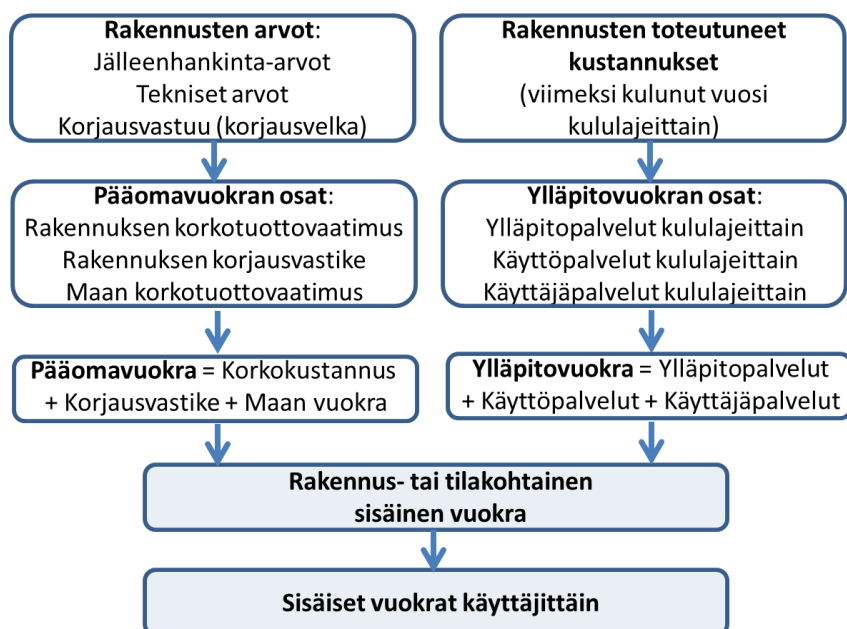 Rakennusten arvot:
Jälleenhankinta-arvot
Tekniset arvot
Korjausvastuu (korjausvelka)
Rakennusten toteutuneet
kustannukset
(viimeksi kulunut vuosi
kululajeittain)
Pääomavuokran osat:
Rakennuksen korkotuottovaatimus
Rakennuksen korjausvastike
Maan korkotuottovaatimus
Ylläpitovuokran osat:
Ylläpitopalvelut kululajeittain
Käyttöpalvelut kululajeittain
Käyttäjäpalvelut kululajeittain
Pääomavuokra = Korkokustannus
+ Korjausvastike + Maan vuokra
Ylläpitovuokra = Ylläpitopalvelut
+ Käyttöpalvelut + Käyttäjäpalvelut
Rakennus- tai tilakohtainen
sisäinen vuokra
Sisäiset vuokrat käyttäjittäin